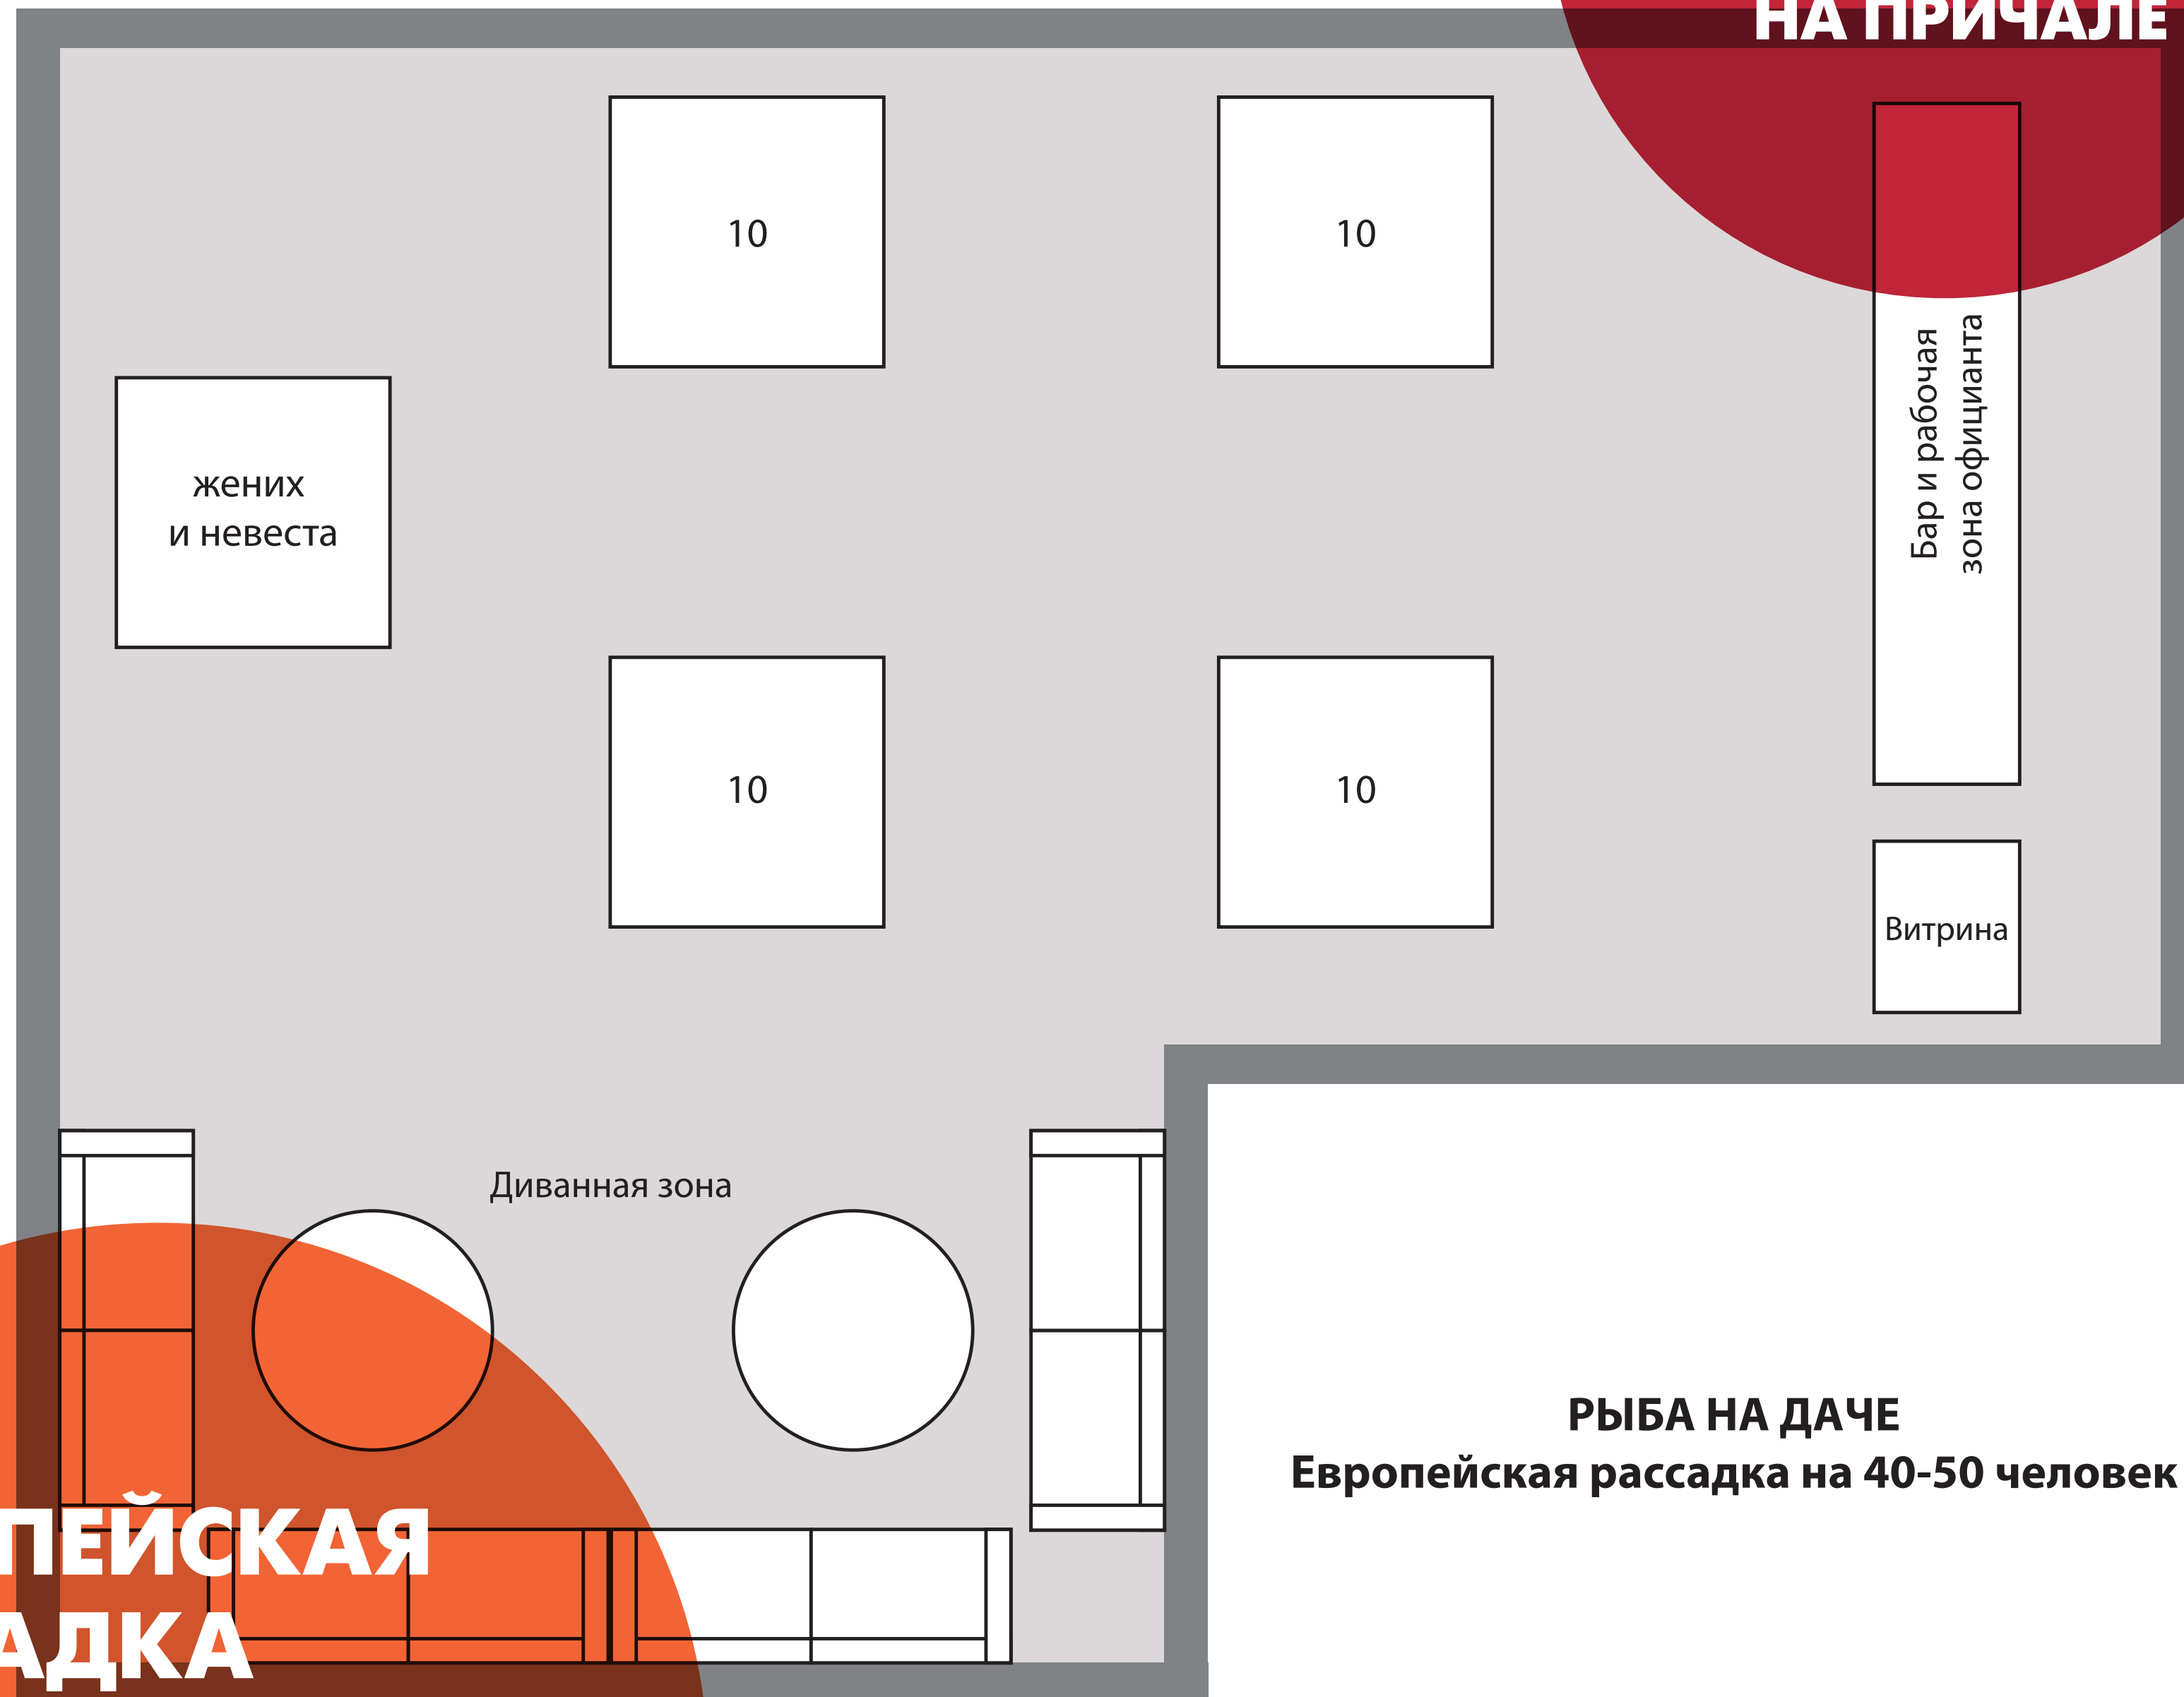 НА ПРИЧАЛЕ
10
10
жених
и невеста
Бар и рабочая
зона официанта
10
10
Витрина
Диванная зона
РЫБА НА ДАЧЕ
Европейская рассадка на 40-50 человек
ПЕЙСКАЯ
АДКА